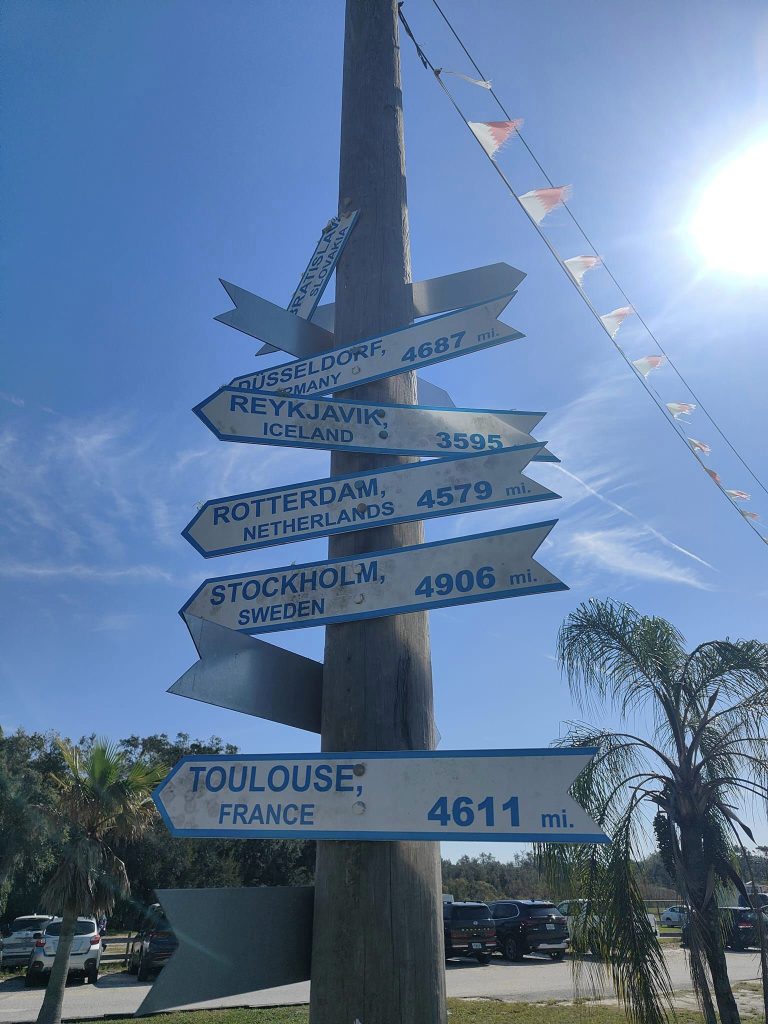 SLOVAKIA
DÜSSELDORF,
4687 mi.
REYKJAVIK,
ICELAND
3595
ROTTERDAM,
NETHERLANDS
4579 mi.
STOCKHOLM,
SWEDEN
4906 mi.
TOULOUSE,
FRANCE
4611 mi.